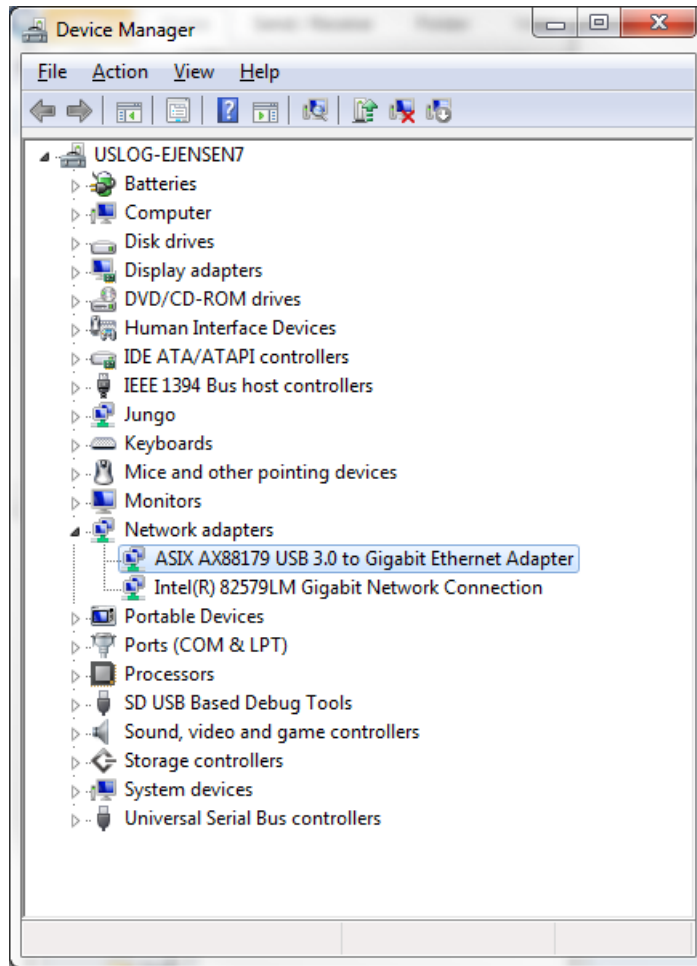 Device Manager
File Action View Help
USLOG-EJENSEN7
Batteries
Computer
Disk drives
Display adapters
DVD/CD-ROM drives
Human Interface Devices
IDE ATA/ATAPI controllers
IEEE 1394 Bus host controllers
Jungo
Keyboards
Mice and other pointing devices
Monitors
Network adapters
ASIX AX88179 USB 3.0 to Gigabit Ethernet Adapter
Intel(R) 82579LM Gigabit Network Connection
Portable Devices
Ports (COM & LPT)
Processors
SD USB Based Debug Tools
Sound, video and game controllers
Storage controllers
System devices
Universal Serial Bus controllers